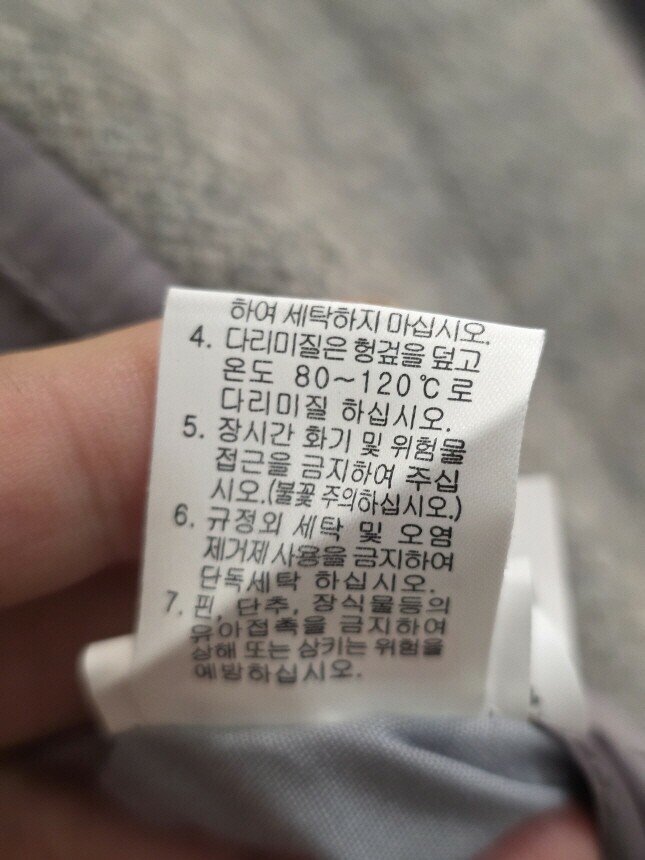 하여 세탁하지 마십시오.
4. 다리미질은 헝겊을 덮고
온도 80~120℃로
다리미질 하십시오.
5. 장시간 화기 및 위험물
접근을 금지하여 주십
시오.(불꽃 주의하십시오.)
6. 규정외 세탁 및 오염
제거제 사용을 금지하여
단독세탁 하십시오.
7. 핀, 단추, 장식물등의
유아접촉을 금지하여
상해 또는 삼키는 위험을
예방하십시오.